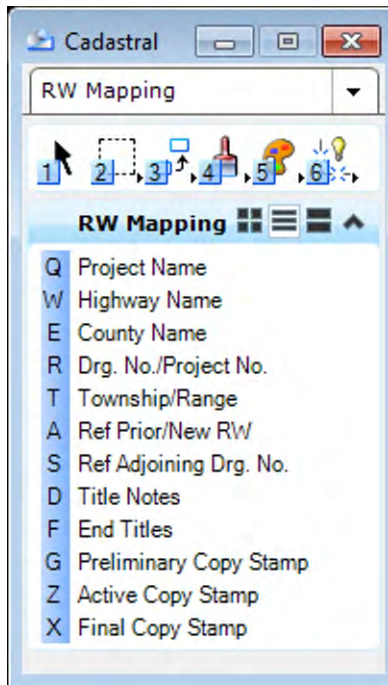 Cadastral
RW Mapping
1 2 3 4 5 6
RW Mapping
Q Project Name
W Highway Name
E County Name
R Drg. No./Project No.
T Township/Range
A Ref Prior/New RW
S Ref Adjoining Drg. No.
D Title Notes
F End Titles
G Preliminary Copy Stamp
Z Active Copy Stamp
X Final Copy Stamp